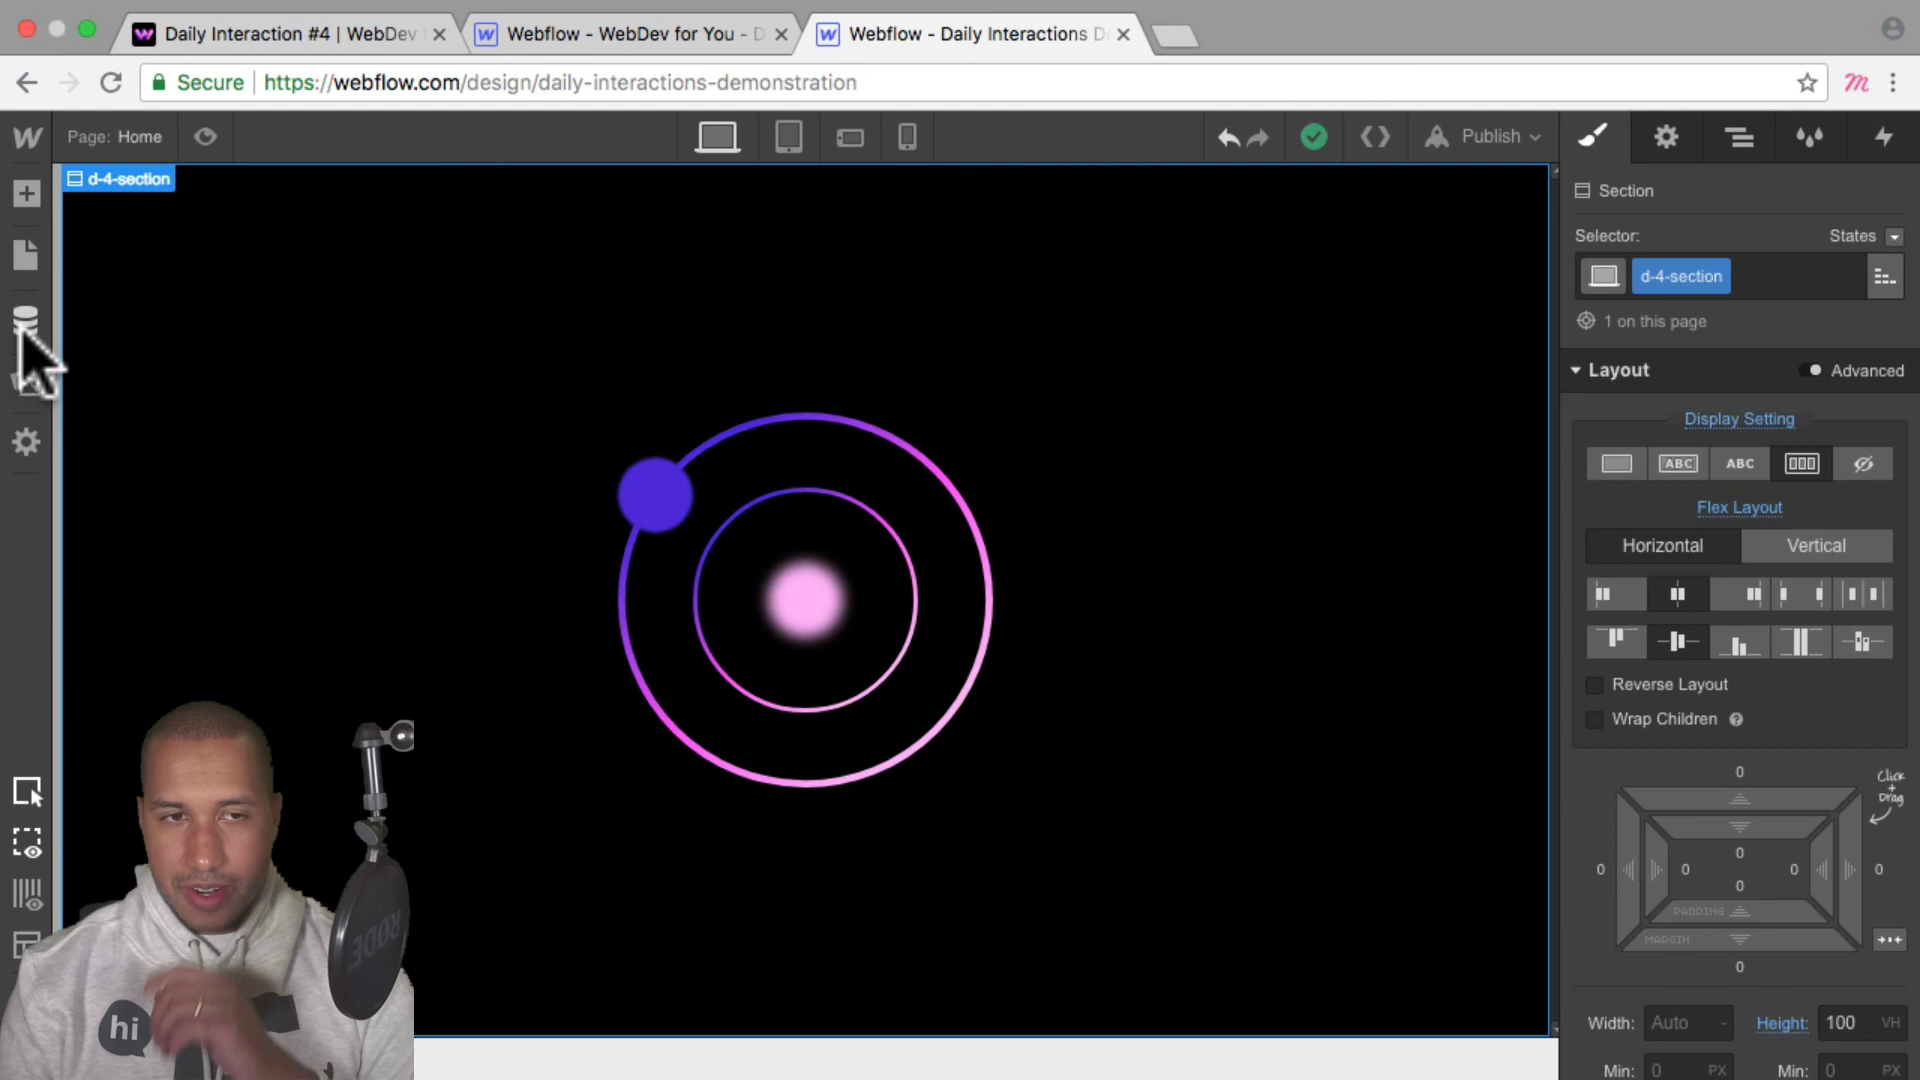 Daily Interaction #4 | WebDev
Webflow - WebDev for You - D
Webflow - Daily Interactions D
Secure
https://webflow.com/design/daily-interactions-demonstration
Page: Home
Publish
d-4-section
Section
Selector:
States
d-4-section
1 on this page
Layout
Advanced
Display Setting
ABC
ABC
Flex Layout
Horizontal
Vertical
Reverse Layout
Wrap Children
?
0
Click
+
Drag
0
0
0
0
0
0
PADDING
MARGIN
0
Width:
Auto
-
Height:
100
VH
Min:
0
PX
Min:
0
PX
hi
RODE